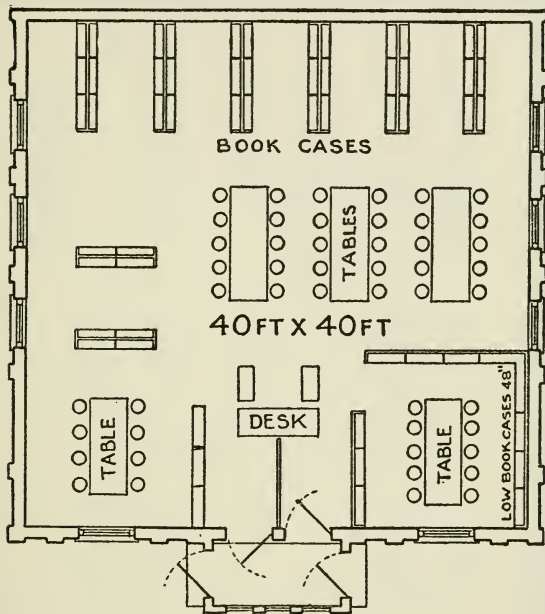 BOOK CASES
TABLES
40FT X 40FT
DESK
TABLE
TABLE
LOW BOOK CASES 48"